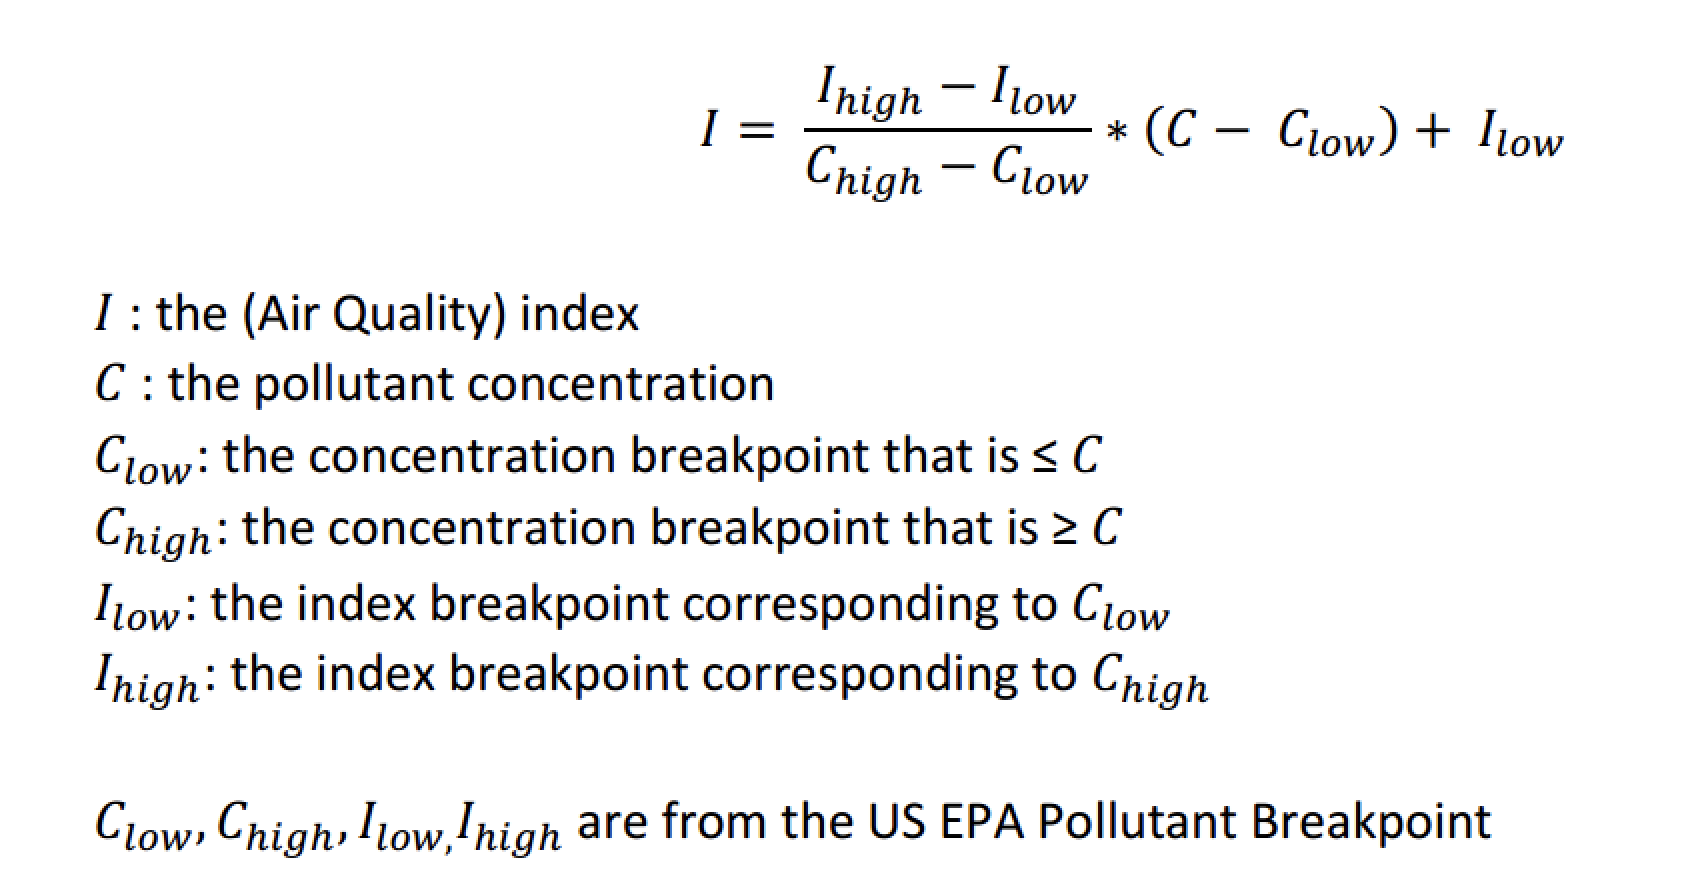 I = I_high − I_low / C_high − C_low * (C − C_low) + I_low
I : the (Air Quality) index
C : the pollutant concentration
C_low: the concentration breakpoint that is ≤ C
C_high: the concentration breakpoint that is ≥ C
I_low: the index breakpoint corresponding to C_low
I_high: the index breakpoint corresponding to C_high
C_low, C_high, I_low, I_high are from the US EPA Pollutant Breakpoint